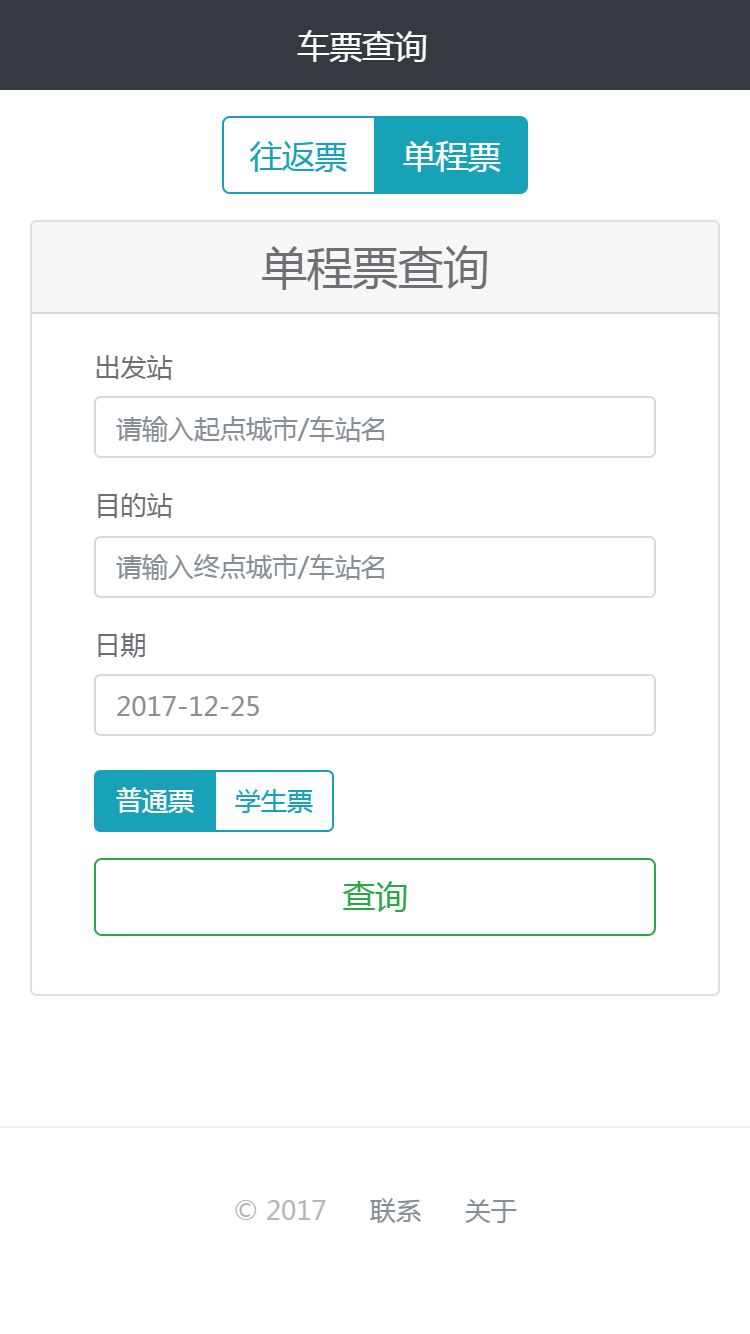 车票查询
往返票 单程票
单程票查询
出发站
请输入起点城市/车站名
目的站
请输入终点城市/车站名
日期
2017-12-25
普通票 学生票
查询
© 2017 联系 关于